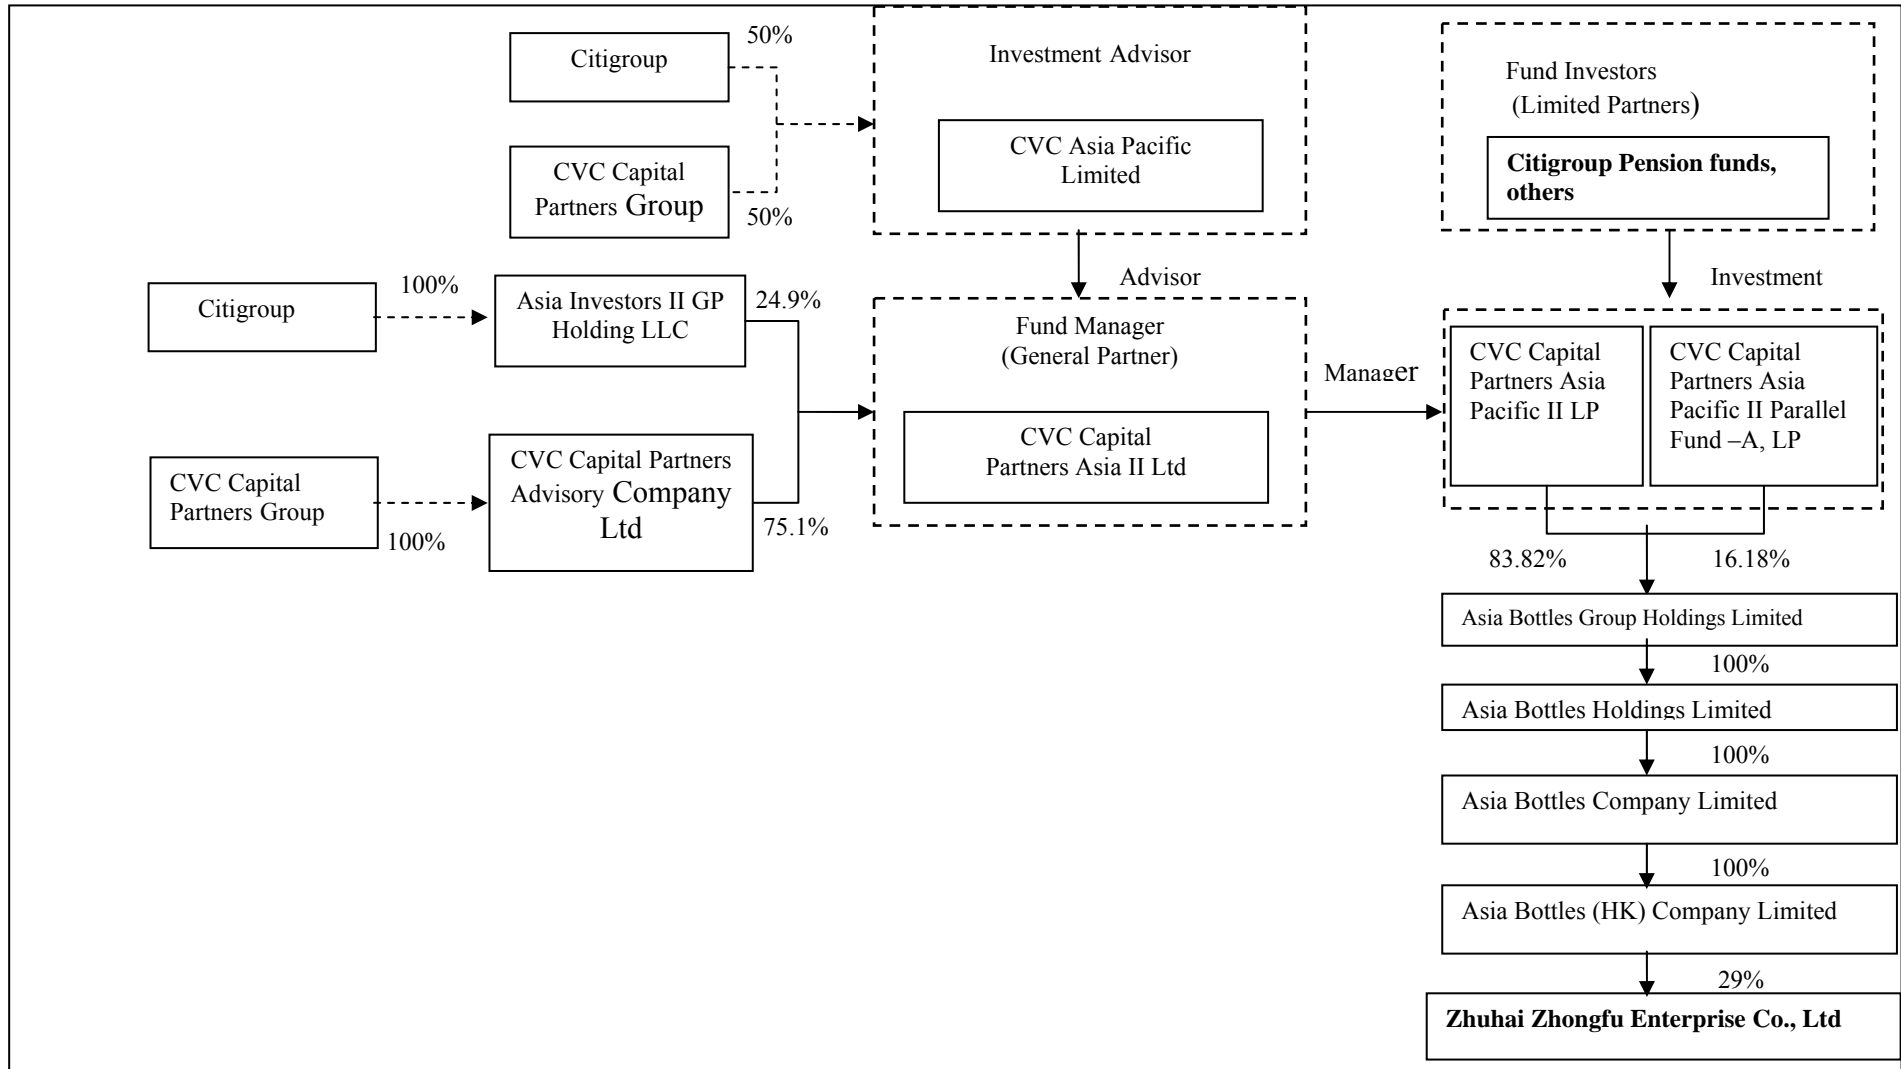 50%
Citigroup
CVC Capital
Partners Group
50%
Investment Advisor
CVC Asia Pacific
Limited
Fund Investors
(Limited Partners)
Citigroup Pension funds,
others
Advisor
Investment
Citigroup
100%
Asia Investors II GP
Holding LLC
24.9%
CVC Capital
Partners Group
100%
CVC Capital Partners
Advisory Company
Ltd
75.1%
Fund Manager
(General Partner)
CVC Capital
Partners Asia II Ltd
Manager
CVC Capital
Partners Asia
Pacific II LP
CVC Capital
Partners Asia
Pacific II Parallel
Fund –A, LP
83.82%
16.18%
Asia Bottles Group Holdings Limited
100%
Asia Bottles Holdings Limited
100%
Asia Bottles Company Limited
100%
Asia Bottles (HK) Company Limited
29%
Zhuhai Zhongfu Enterprise Co., Ltd